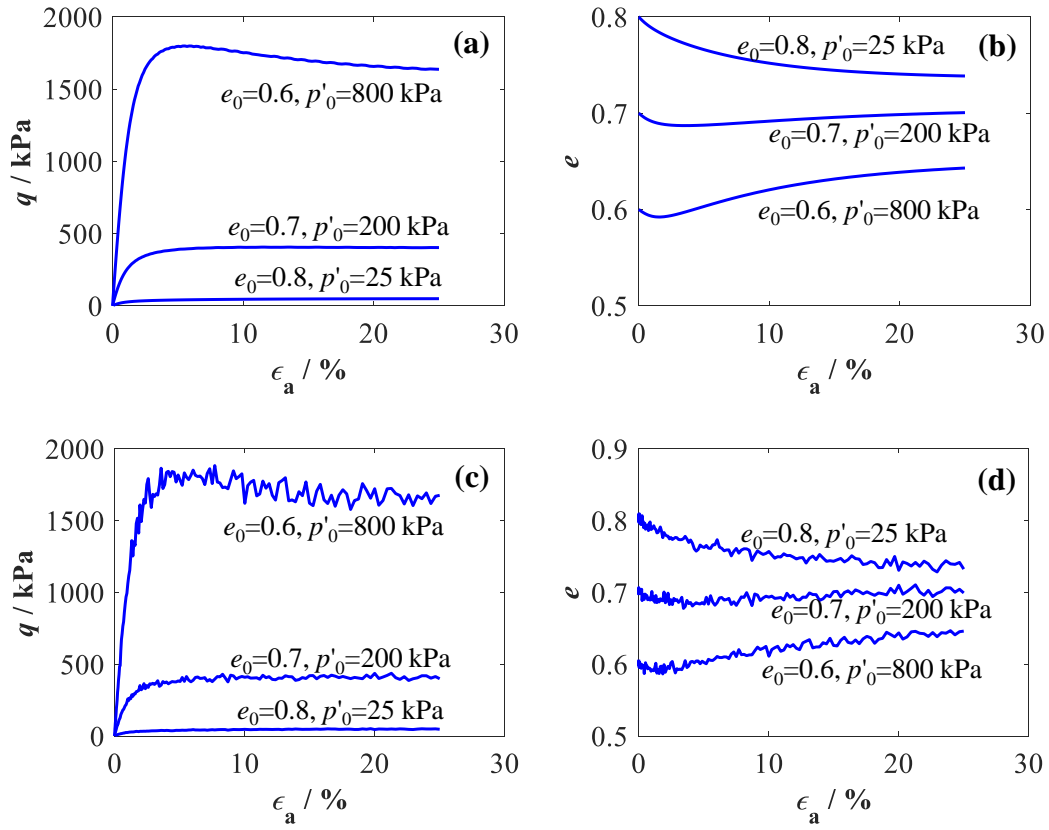 2000
(a)
1500
e0=0.6, p'0=800 kPa
1000
q / kPa
500
e0=0.7, p'0=200 kPa
e0=0.8, p'0=25 kPa
0
0 10 20 30
ϵa / %
0.8
(b)
e0=0.8, p'0=25 kPa
0.7
e0=0.7, p'0=200 kPa
e
0.6
e0=0.6, p'0=800 kPa
0.5
0 10 20 30
ϵa / %
2000
(c)
1500
e0=0.6, p'0=800 kPa
1000
q / kPa
500
e0=0.7, p'0=200 kPa
e0=0.8, p'0=25 kPa
0
0 10 20 30
ϵa / %
0.9
(d)
0.8
e0=0.8, p'0=25 kPa
0.7
e
e0=0.7, p'0=200 kPa
0.6
e0=0.6, p'0=800 kPa
0.5
0 10 20 30
ϵa / %